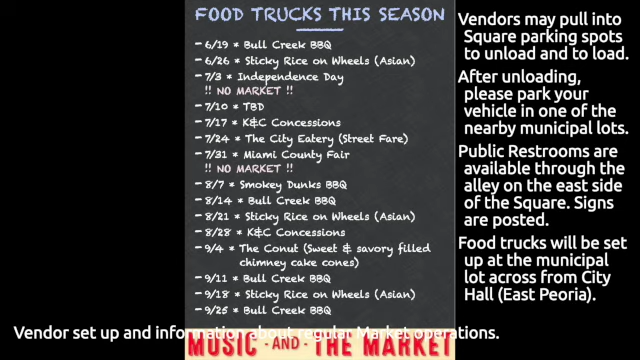 FOOD TRUCKS THIS SEASON
- 6/19 * Bull Creek BBQ
- 6/26 * Sticky Rice on Wheels (Asian)
- 7/3 * Independence Day
!! NO MARKET !!
- 7/10 * TBD
- 7/17 * K&C Concessions
- 7/24 * The City Eatery (Street Fare)
- 7/31 * Miami County Fair
!! NO MARKET !!
- 8/7 * Smokey Dunks BBQ
- 8/14 * Bull Creek BBQ
- 8/21 * Sticky Rice on Wheels (Asian)
- 8/28 * K&C Concessions
- 9/4 * The Conut (Sweet & savory filled
chimney cake cones)
- 9/11 * Bull Creek BBQ
- 9/18 * Sticky Rice on Wheels (Asian)
- 9/25 * Bull Creek BBQ
MUSIC -AND- THE MARKET
Vendors may pull into
Square parking spots
to unload and to load.
After unloading,
please park your
vehicle in one of the
nearby municipal lots.
Public Restrooms are
available through the
alley on the east side
of the Square. Signs
are posted.
Food trucks will be set
up at the municipal
lot across from City
Hall (East Peoria).
Vendor set up and information about regular Market operations.